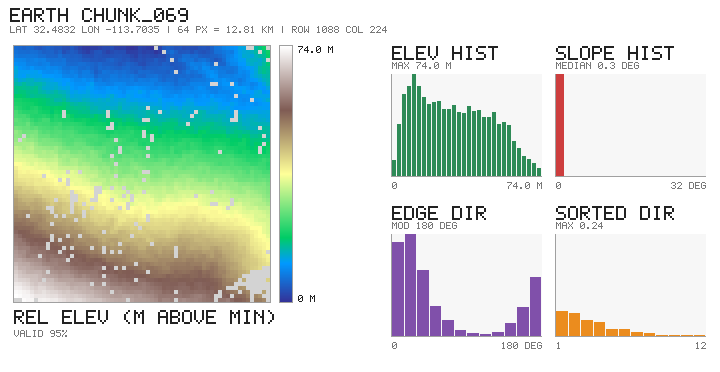 EARTH CHUNK_069
LAT 32.4832 LON -113.7035 | 64 PX = 12.81 KM | ROW 1088 COL 224
74.0 M
0 M
REL ELEV (M ABOVE MIN)
VALID 95%
ELEV HIST
MAX 74.0 M
0 74.0 M
SLOPE HIST
MEDIAN 0.3 DEG
0 32 DEG
EDGE DIR
MOD 180 DEG
0 180 DEG
SORTED DIR
MAX 0.24
1 12